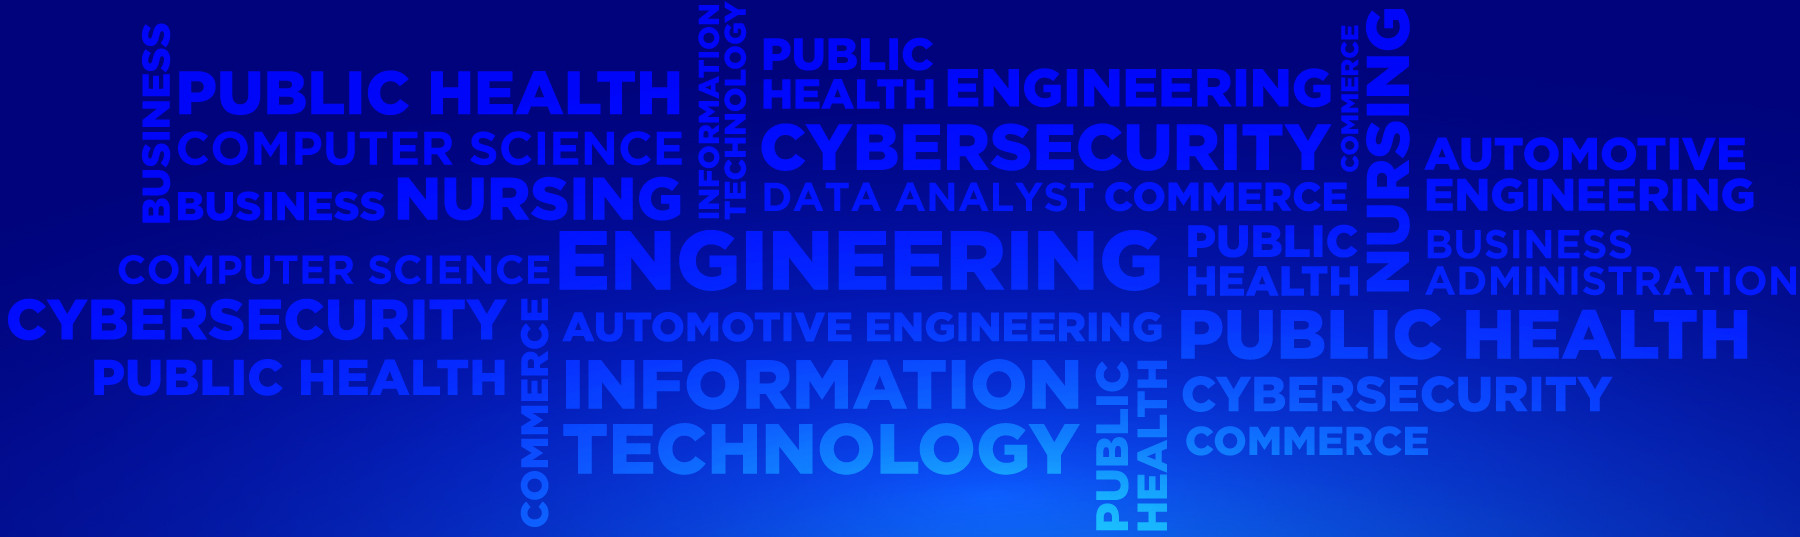 BUSINESS
PUBLIC HEALTH
COMPUTER SCIENCE
BUSINESS NURSING
INFORMATION
TECHNOLOGY
PUBLIC
HEALTH
ENGINEERING
CYBERSECURITY
DATA ANALYST COMMERCE
COMMERCE
NURSING
AUTOMOTIVE
ENGINEERING
BUSINESS
ADMINISTRATION
COMPUTER SCIENCE
CYBERSECURITY
PUBLIC HEALTH
COMMERCE
ENGINEERING
AUTOMOTIVE ENGINEERING
INFORMATION
TECHNOLOGY
PUBLIC
HEALTH
PUBLIC
HEALTH
PUBLIC HEALTH
CYBERSECURITY
COMMERCE